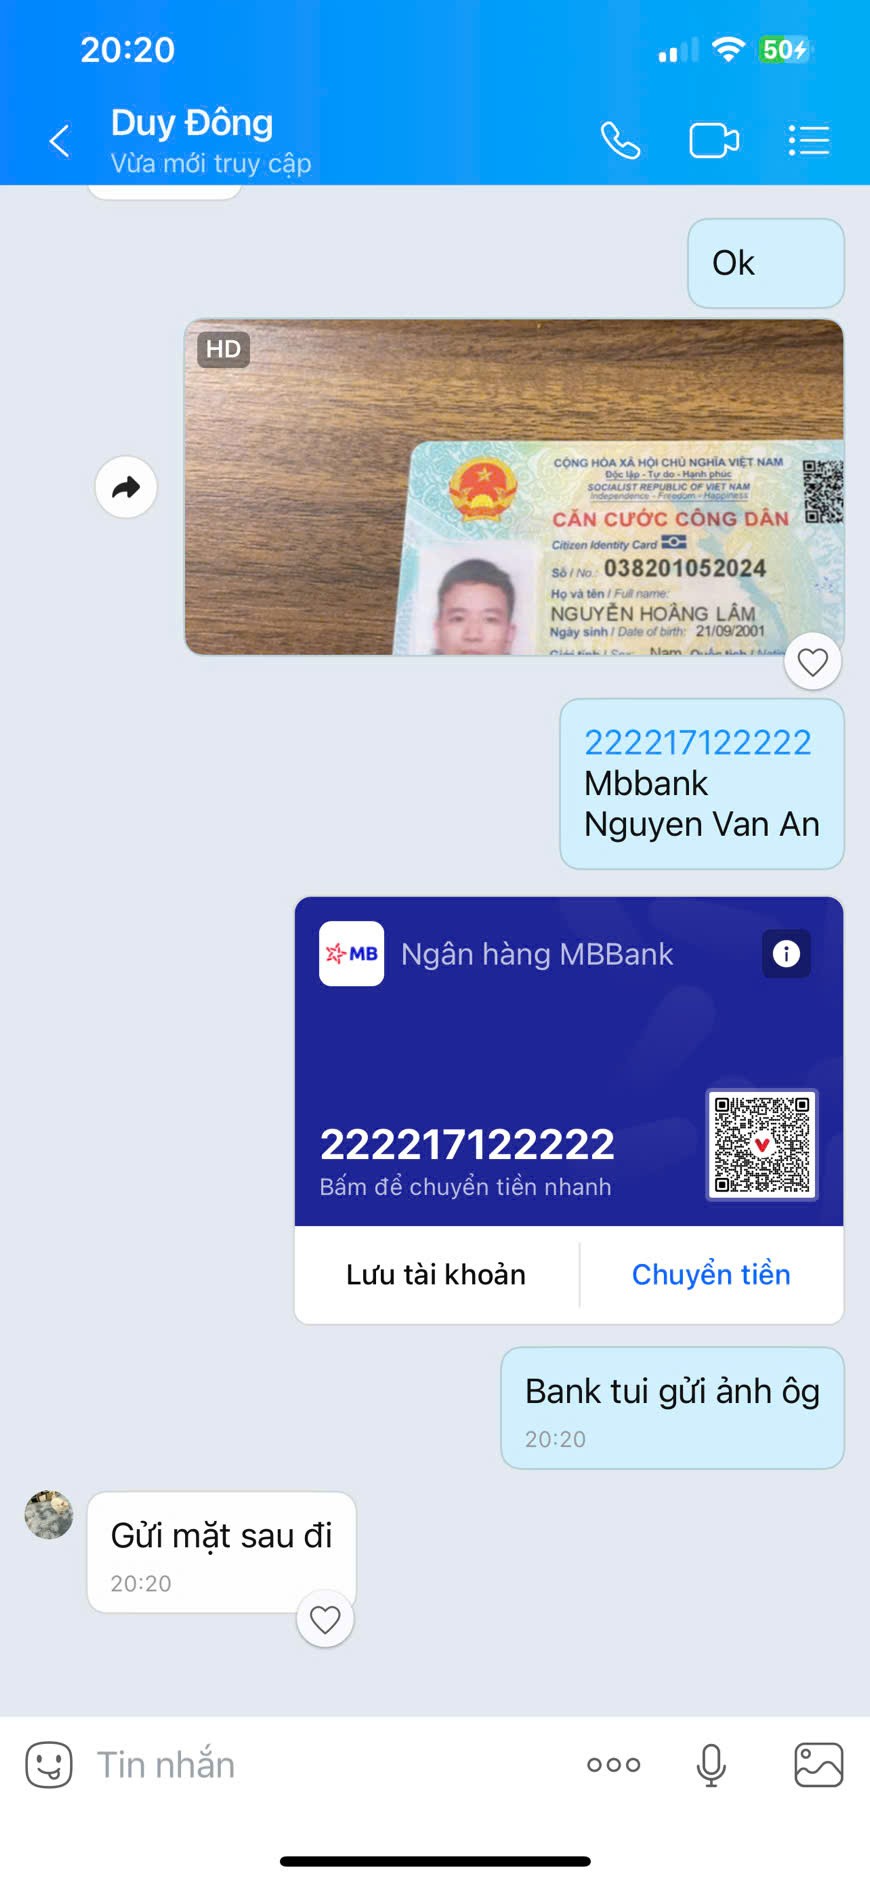 20:20
50
Duy Đông
Vừa mới truy cập
Ok
HD
CỘNG HÒA XÃ HỘI CHỦ NGHĨA VIỆT NAM
Độc lập - Tự do - Hạnh phúc
SOCIALIST REPUBLIC OF VIET NAM
Independence - Freedom - Happiness
CĂN CƯỚC CÔNG DÂN
Citizen Identity Card
Số / No.: 038201052024
Họ và tên / Full name:
NGUYỄN HOÀNG LÂM
Ngày sinh / Date of birth: 21/09/2001
Giới tính / Sex: Nam Quốc tịch /
222217122222
Mbbank
Nguyen Van An
MB Ngân hàng MBBank
222217122222
Bấm để chuyển tiền nhanh
Lưu tài khoản Chuyển tiền
Bank tui gửi ảnh ôg
20:20
Gửi mặt sau đi
20:20
Tin nhắn